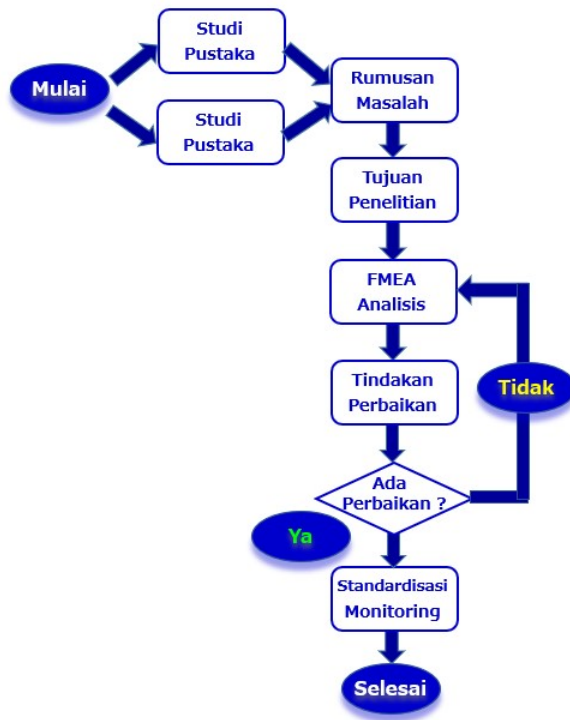 Mulai
Studi
Pustaka
Studi
Pustaka
Rumusan
Masalah
Tujuan
Penelitian
FMEA
Analisis
Tindakan
Perbaikan
Tidak
Ada
Perbaikan ?
Ya
Standardisasi
Monitoring
Selesai